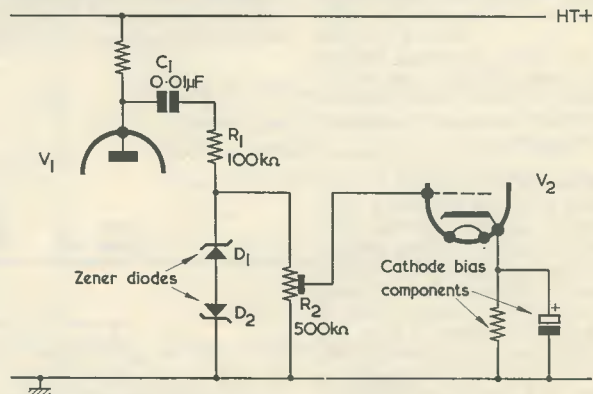 HT+
C1
0·01μF
R1
100kΩ
V1
V2
D1
Zener diodes
D2
R2
500kΩ
Cathode bias
components
+